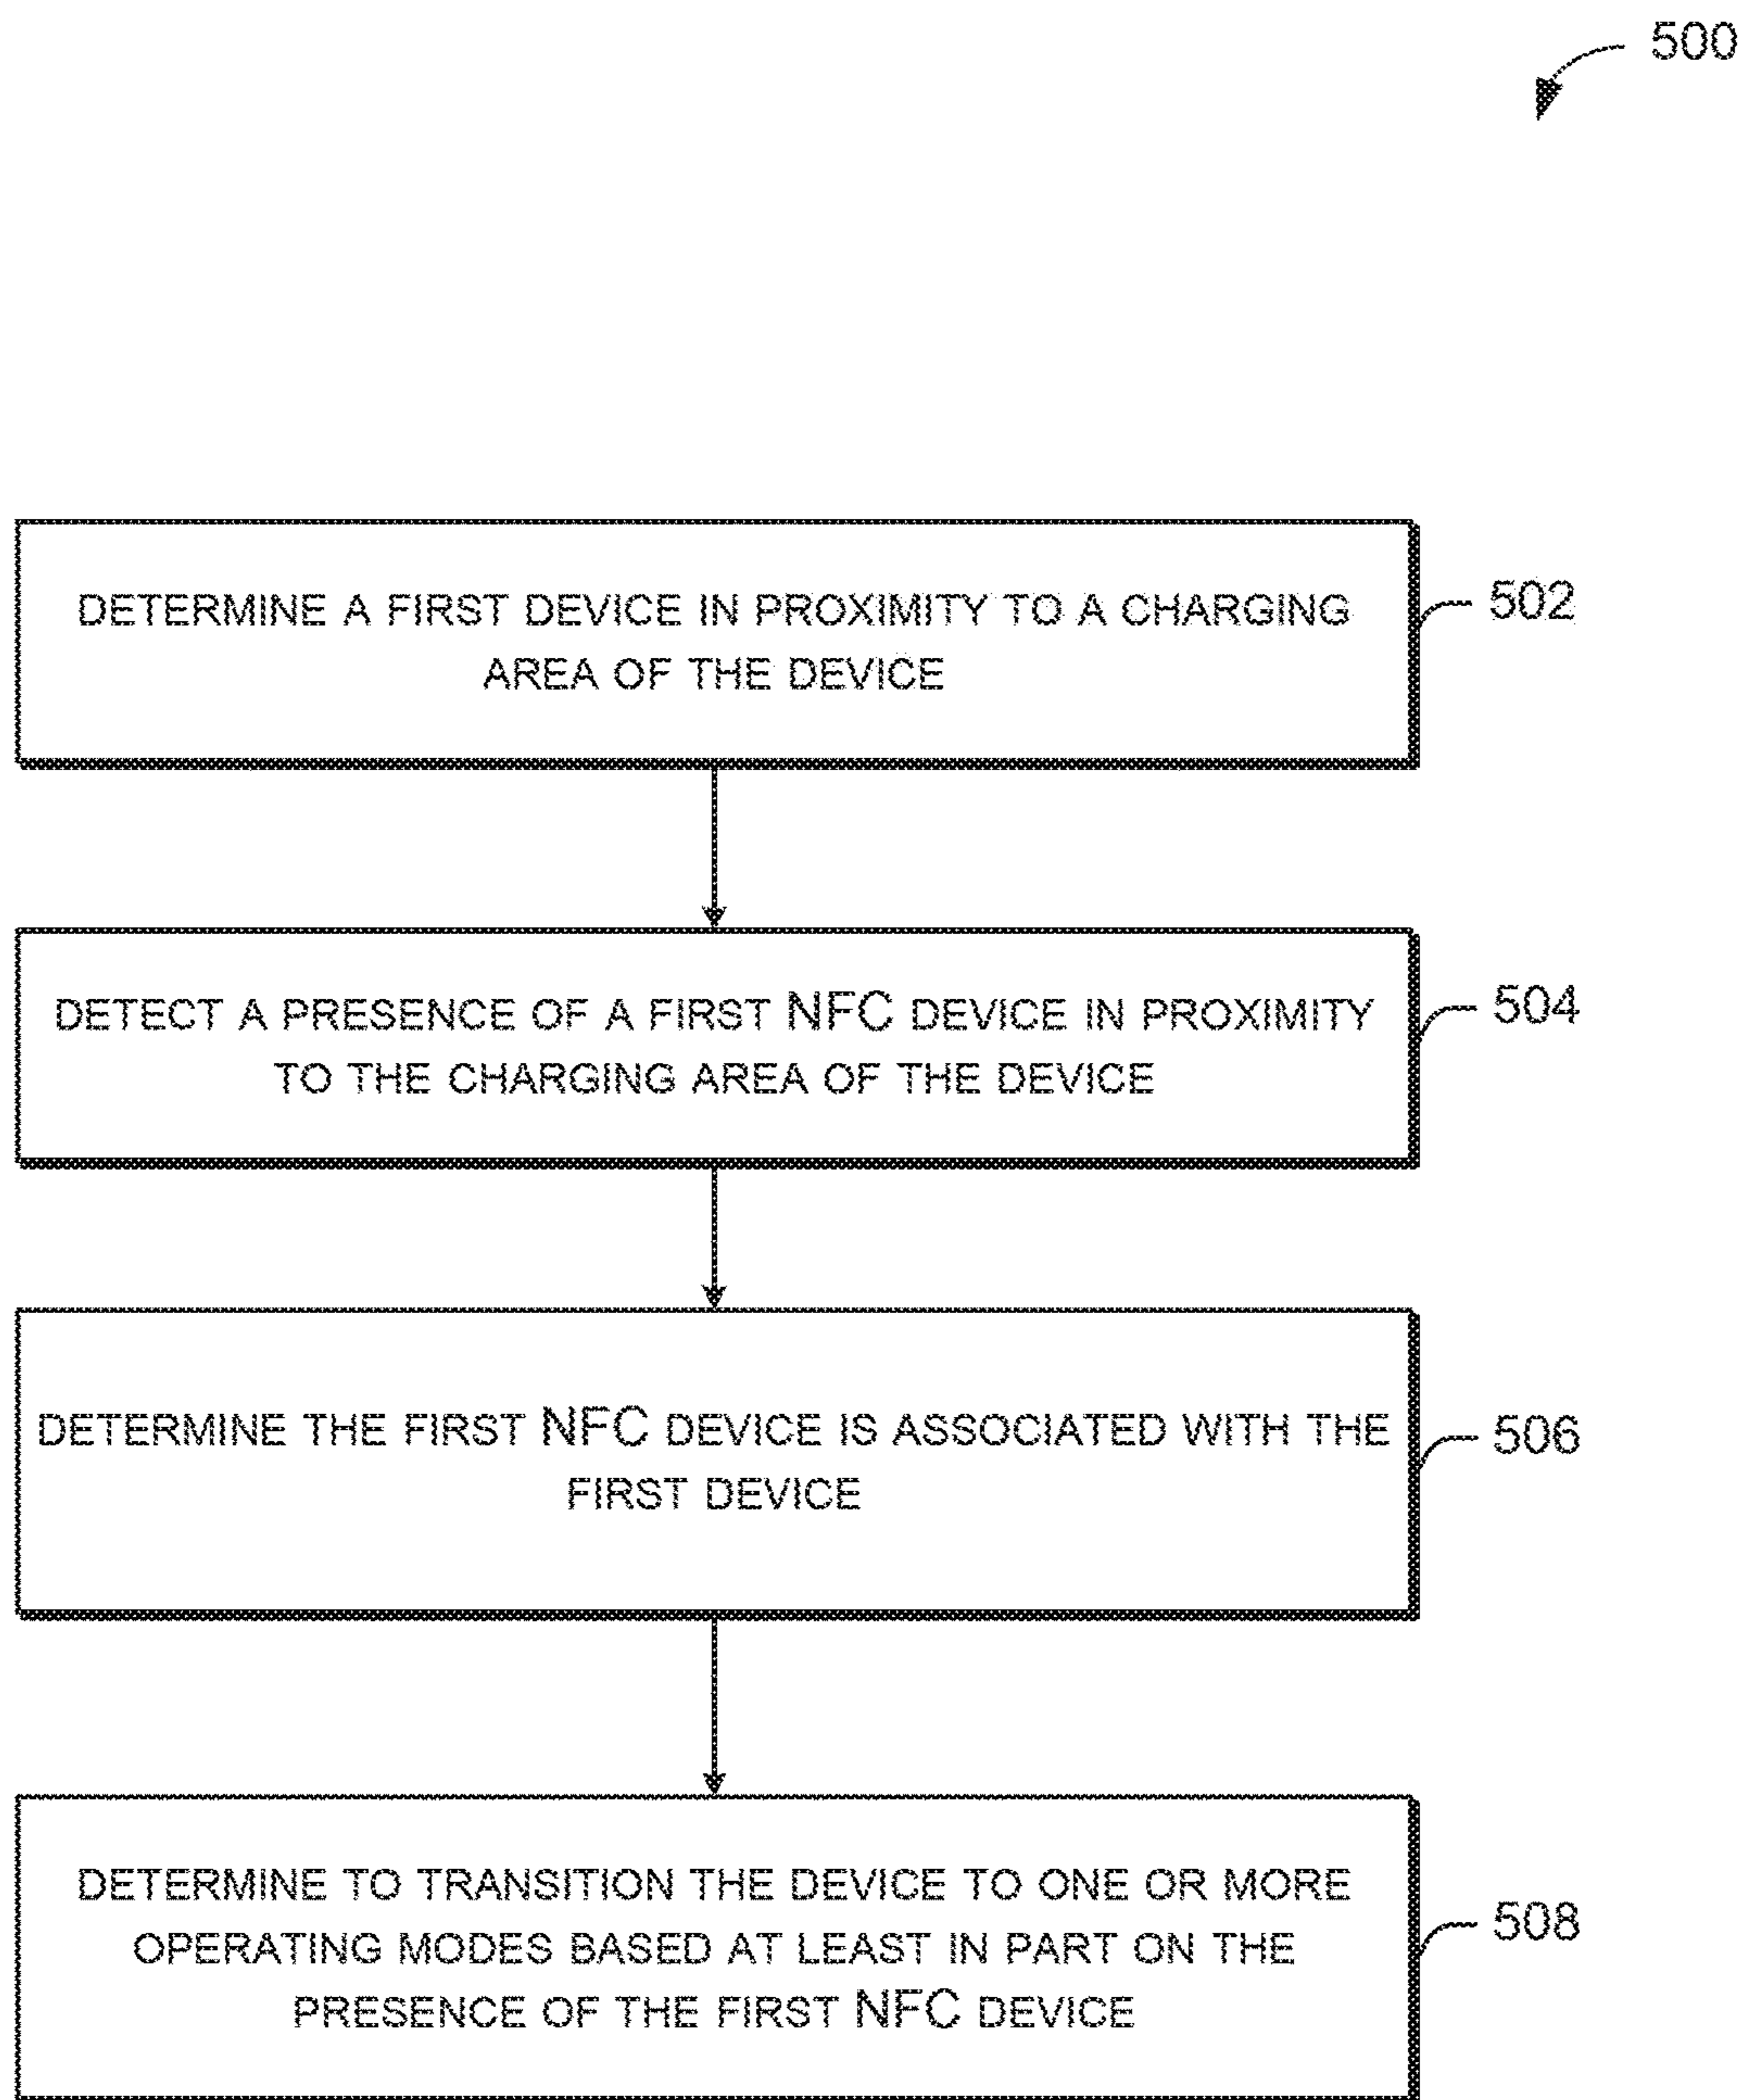 500
DETERMINE A FIRST DEVICE IN PROXIMITY TO A CHARGING
AREA OF THE DEVICE
502
DETECT A PRESENCE OF A FIRST NFC DEVICE IN PROXIMITY
TO THE CHARGING AREA OF THE DEVICE
504
DETERMINE THE FIRST NFC DEVICE IS ASSOCIATED WITH THE
FIRST DEVICE
506
DETERMINE TO TRANSITION THE DEVICE TO ONE OR MORE
OPERATING MODES BASED AT LEAST IN PART ON THE
PRESENCE OF THE FIRST NFC DEVICE
508